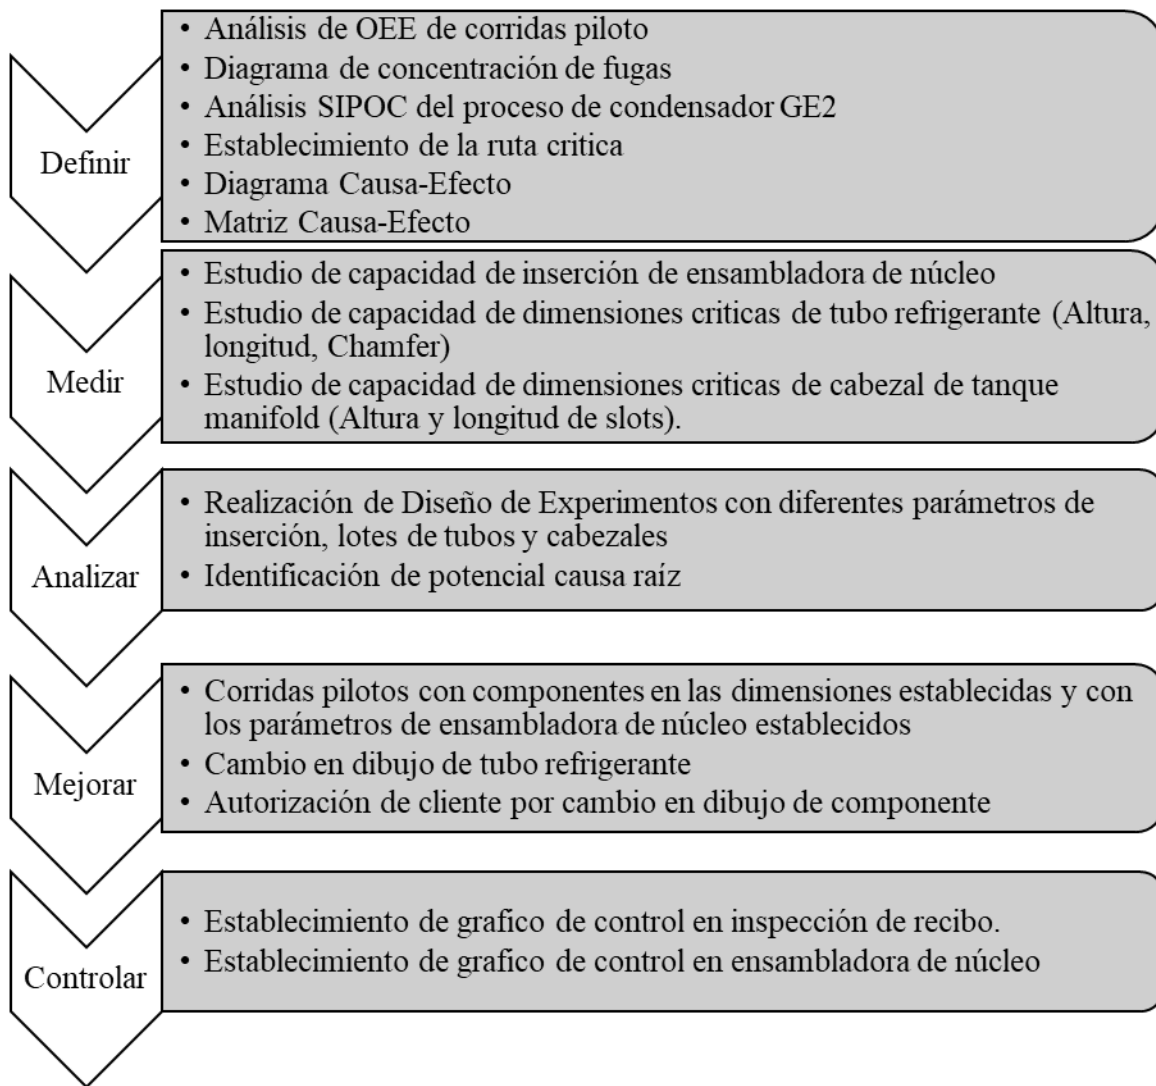 Definir
• Análisis de OEE de corridas piloto
• Diagrama de concentración de fugas
• Análisis SIPOC del proceso de condensador GE2
• Establecimiento de la ruta critica
• Diagrama Causa-Efecto
• Matriz Causa-Efecto
Medir
• Estudio de capacidad de inserción de ensambladora de núcleo
• Estudio de capacidad de dimensiones criticas de tubo refrigerante (Altura,
longitud, Chamfer)
• Estudio de capacidad de dimensiones criticas de cabezal de tanque
manifold (Altura y longitud de slots).
Analizar
• Realización de Diseño de Experimentos con diferentes parámetros de
inserción, lotes de tubos y cabezales
• Identificación de potencial causa raíz
Mejorar
• Corridas pilotos con componentes en las dimensiones establecidas y con
los parámetros de ensambladora de núcleo establecidos
• Cambio en dibujo de tubo refrigerante
• Autorización de cliente por cambio en dibujo de componente
Controlar
• Establecimiento de grafico de control en inspección de recibo.
• Establecimiento de grafico de control en ensambladora de núcleo